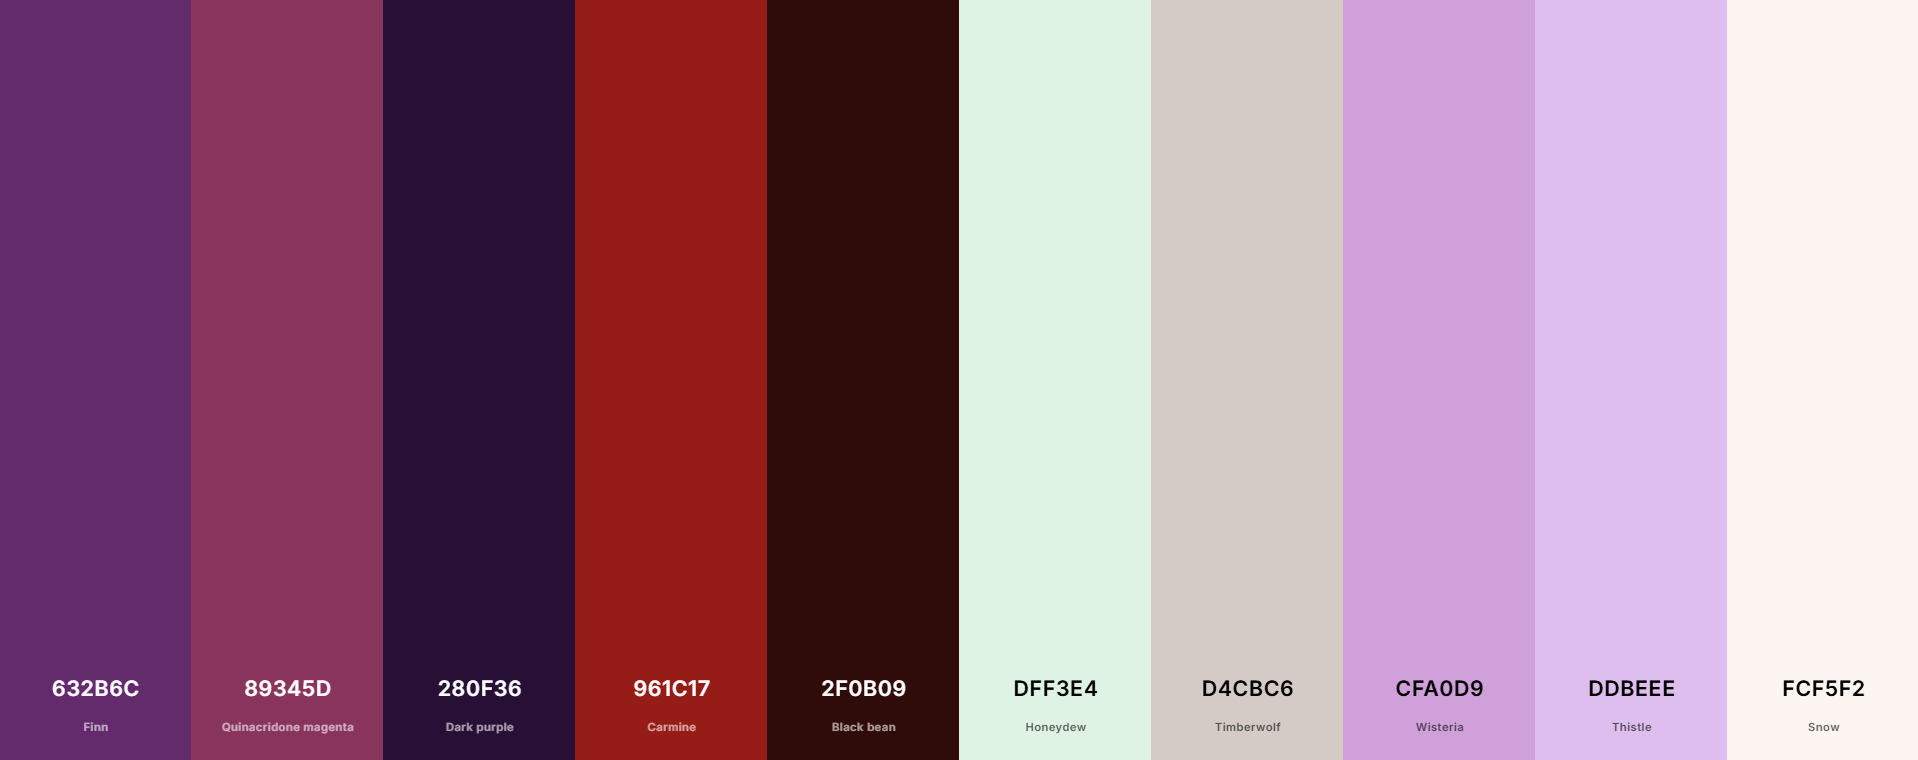 632B6C
Finn
89345D
Quinacridone magenta
280F36
Dark purple
961C17
Carmine
2F0B09
Black bean
DFF3E4
Honeydew
D4CBC6
Timberwolf
CFA0D9
Wisteria
DDBEEE
Thistle
FCF5F2
Snow